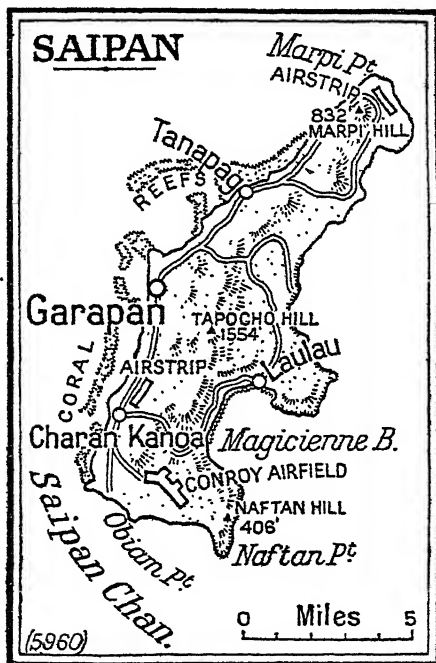 SAIPAN
Marpi Pt.
AIRSTRIP
832
MARPI HILL
Tanapag
REEFS
Garapan
TAPOCHO HILL
1554
CORAL
AIRSTRIP
Laulau
Charan Kanoa
Magicienne B.
CONROY AIRFIELD
NAFTAN HILL
406'
Obiam Pt.
Naftan Pt.
Saipan Chan.
Miles
0 5
(5960)